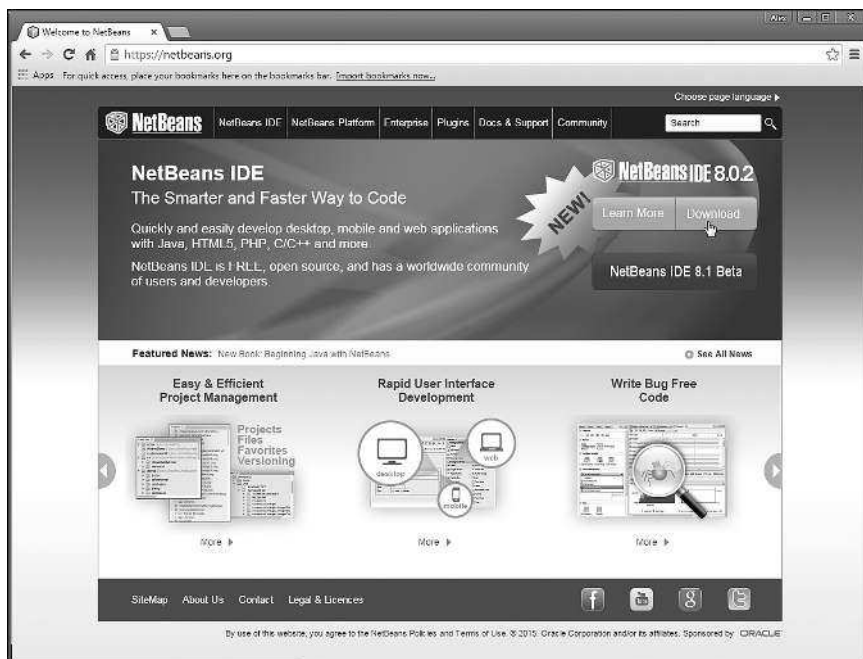 Alex
Welcome to NetBeans
https://netbeans.org
Apps For quick access, place your bookmarks here on the bookmarks bar. Import bookmarks now...
Choose page language
NetBeans
NetBeans IDE NetBeans Platform Enterprise Plugins Docs & Support Community
Search
NetBeans IDE
The Smarter and Faster Way to Code
Quickly and easily develop desktop, mobile and web applications
with Java, HTML5, PHP, C/C++ and more.
NetBeans IDE is FREE, open source, and has a worldwide community
of users and developers.
NEW!
NetBeans IDE 8.0.2
Learn More Download
NetBeans IDE 8.1 Beta
Featured News: New Book: Beginning Java with NetBeans
See All News
Easy & Efficient
Project Management
Projects
Files
Favorites
Versioning
More
Rapid User Interface
Development
desktop
web
mobile
More
Write Bug Free
Code
More
SiteMap About Us Contact Legal & Licences
By use of this website, you agree to the NetBeans Policies and Terms of Use. © 2015, Oracle Corporation and/or its affiliates. Sponsored by ORACLE